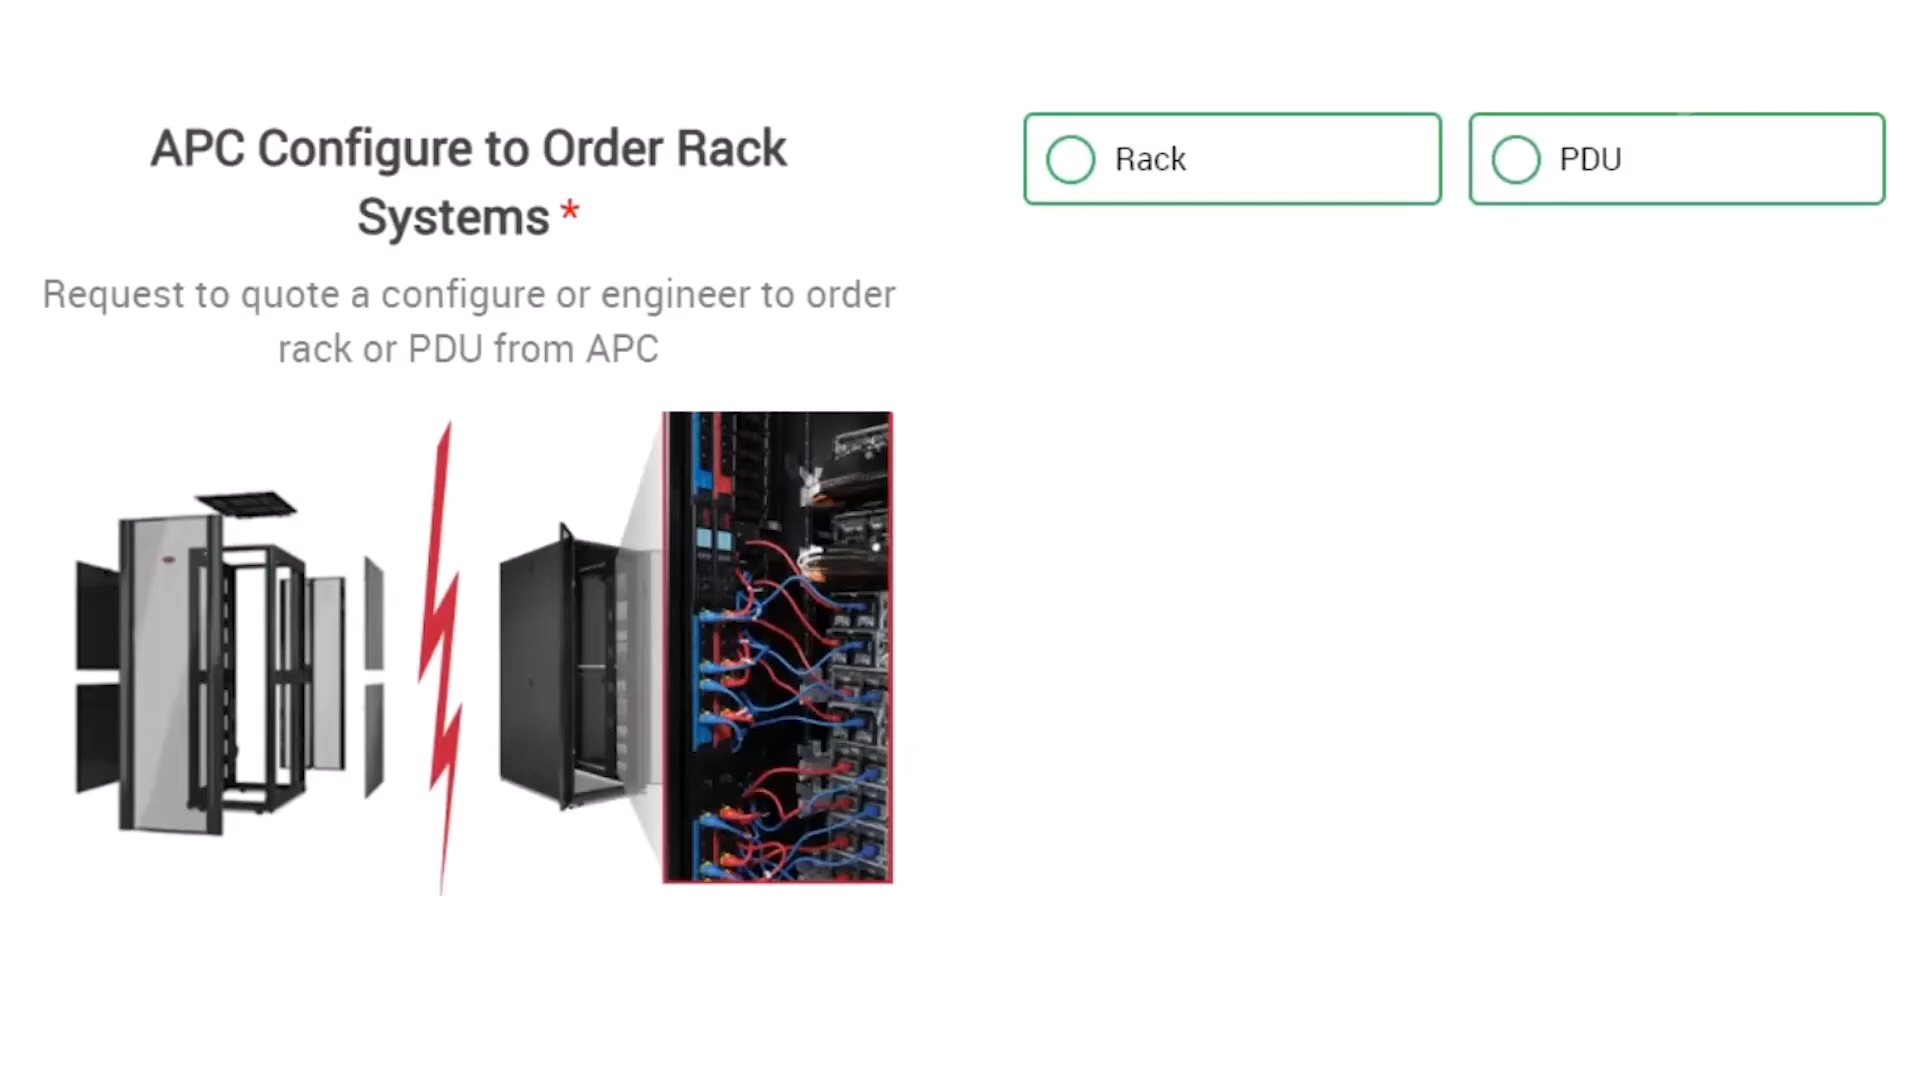 APC Configure to Order Rack
Systems *
Request to quote a configure or engineer to order
rack or PDU from APC
Rack
PDU